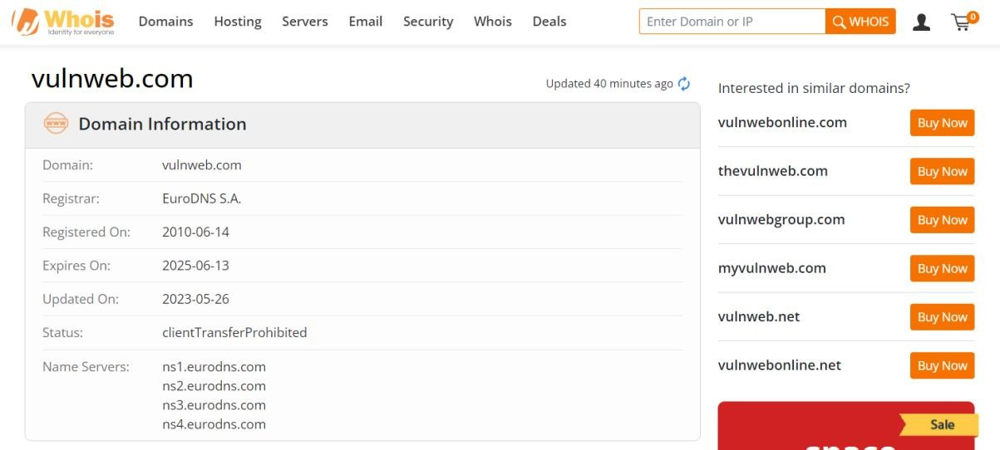 Whois
Identity for everyone
Domains Hosting Servers Email Security Whois Deals
Enter Domain or IP
WHOIS
0
vulnweb.com
Updated 40 minutes ago
www
Domain Information
Domain: vulnweb.com
Registrar: EuroDNS S.A.
Registered On: 2010-06-14
Expires On: 2025-06-13
Updated On: 2023-05-26
Status: clientTransferProhibited
Name Servers: ns1.eurodns.com
ns2.eurodns.com
ns3.eurodns.com
ns4.eurodns.com
Interested in similar domains?
vulnwebonline.com Buy Now
thevulnweb.com Buy Now
vulnwebgroup.com Buy Now
myvulnweb.com Buy Now
vulnweb.net Buy Now
vulnwebonline.net Buy Now
Sale